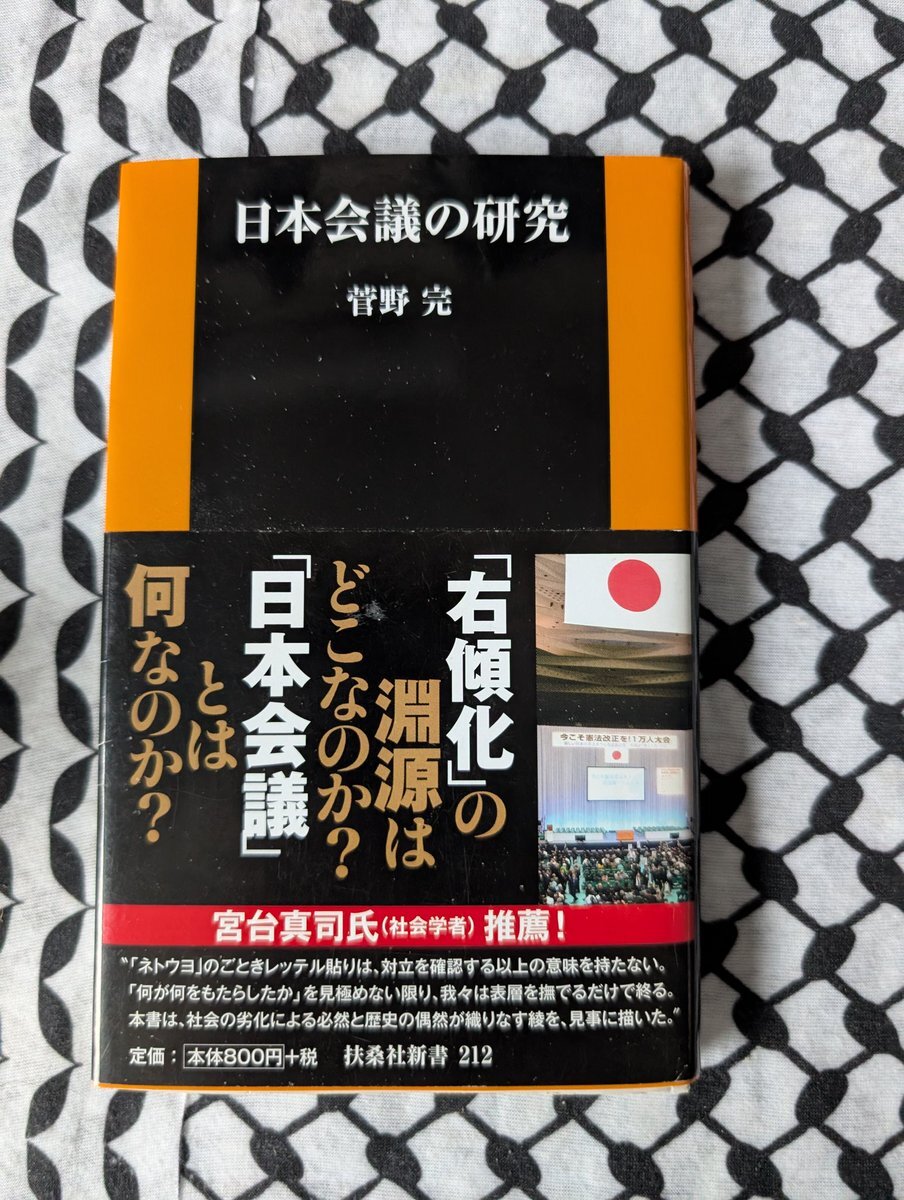 日本会議の研究
菅野 完
「右傾化」の
淵源は
どこなのか?
「日本会議」
とは
何なのか?
今こそ憲法改正を!1万人大会
宮台真司氏(社会学者)推薦!
“「ネトウヨ」のごときレッテル貼りは、対立を確認する以上の意味を持たない。
「何が何をもたらしたか」を見極めない限り、我々は表層を撫でるだけで終る。
本書は、社会の劣化による必然と歴史の偶然が織りなす綾を、見事に描いた。”
定価:本体800円+税 扶桑社新書 212